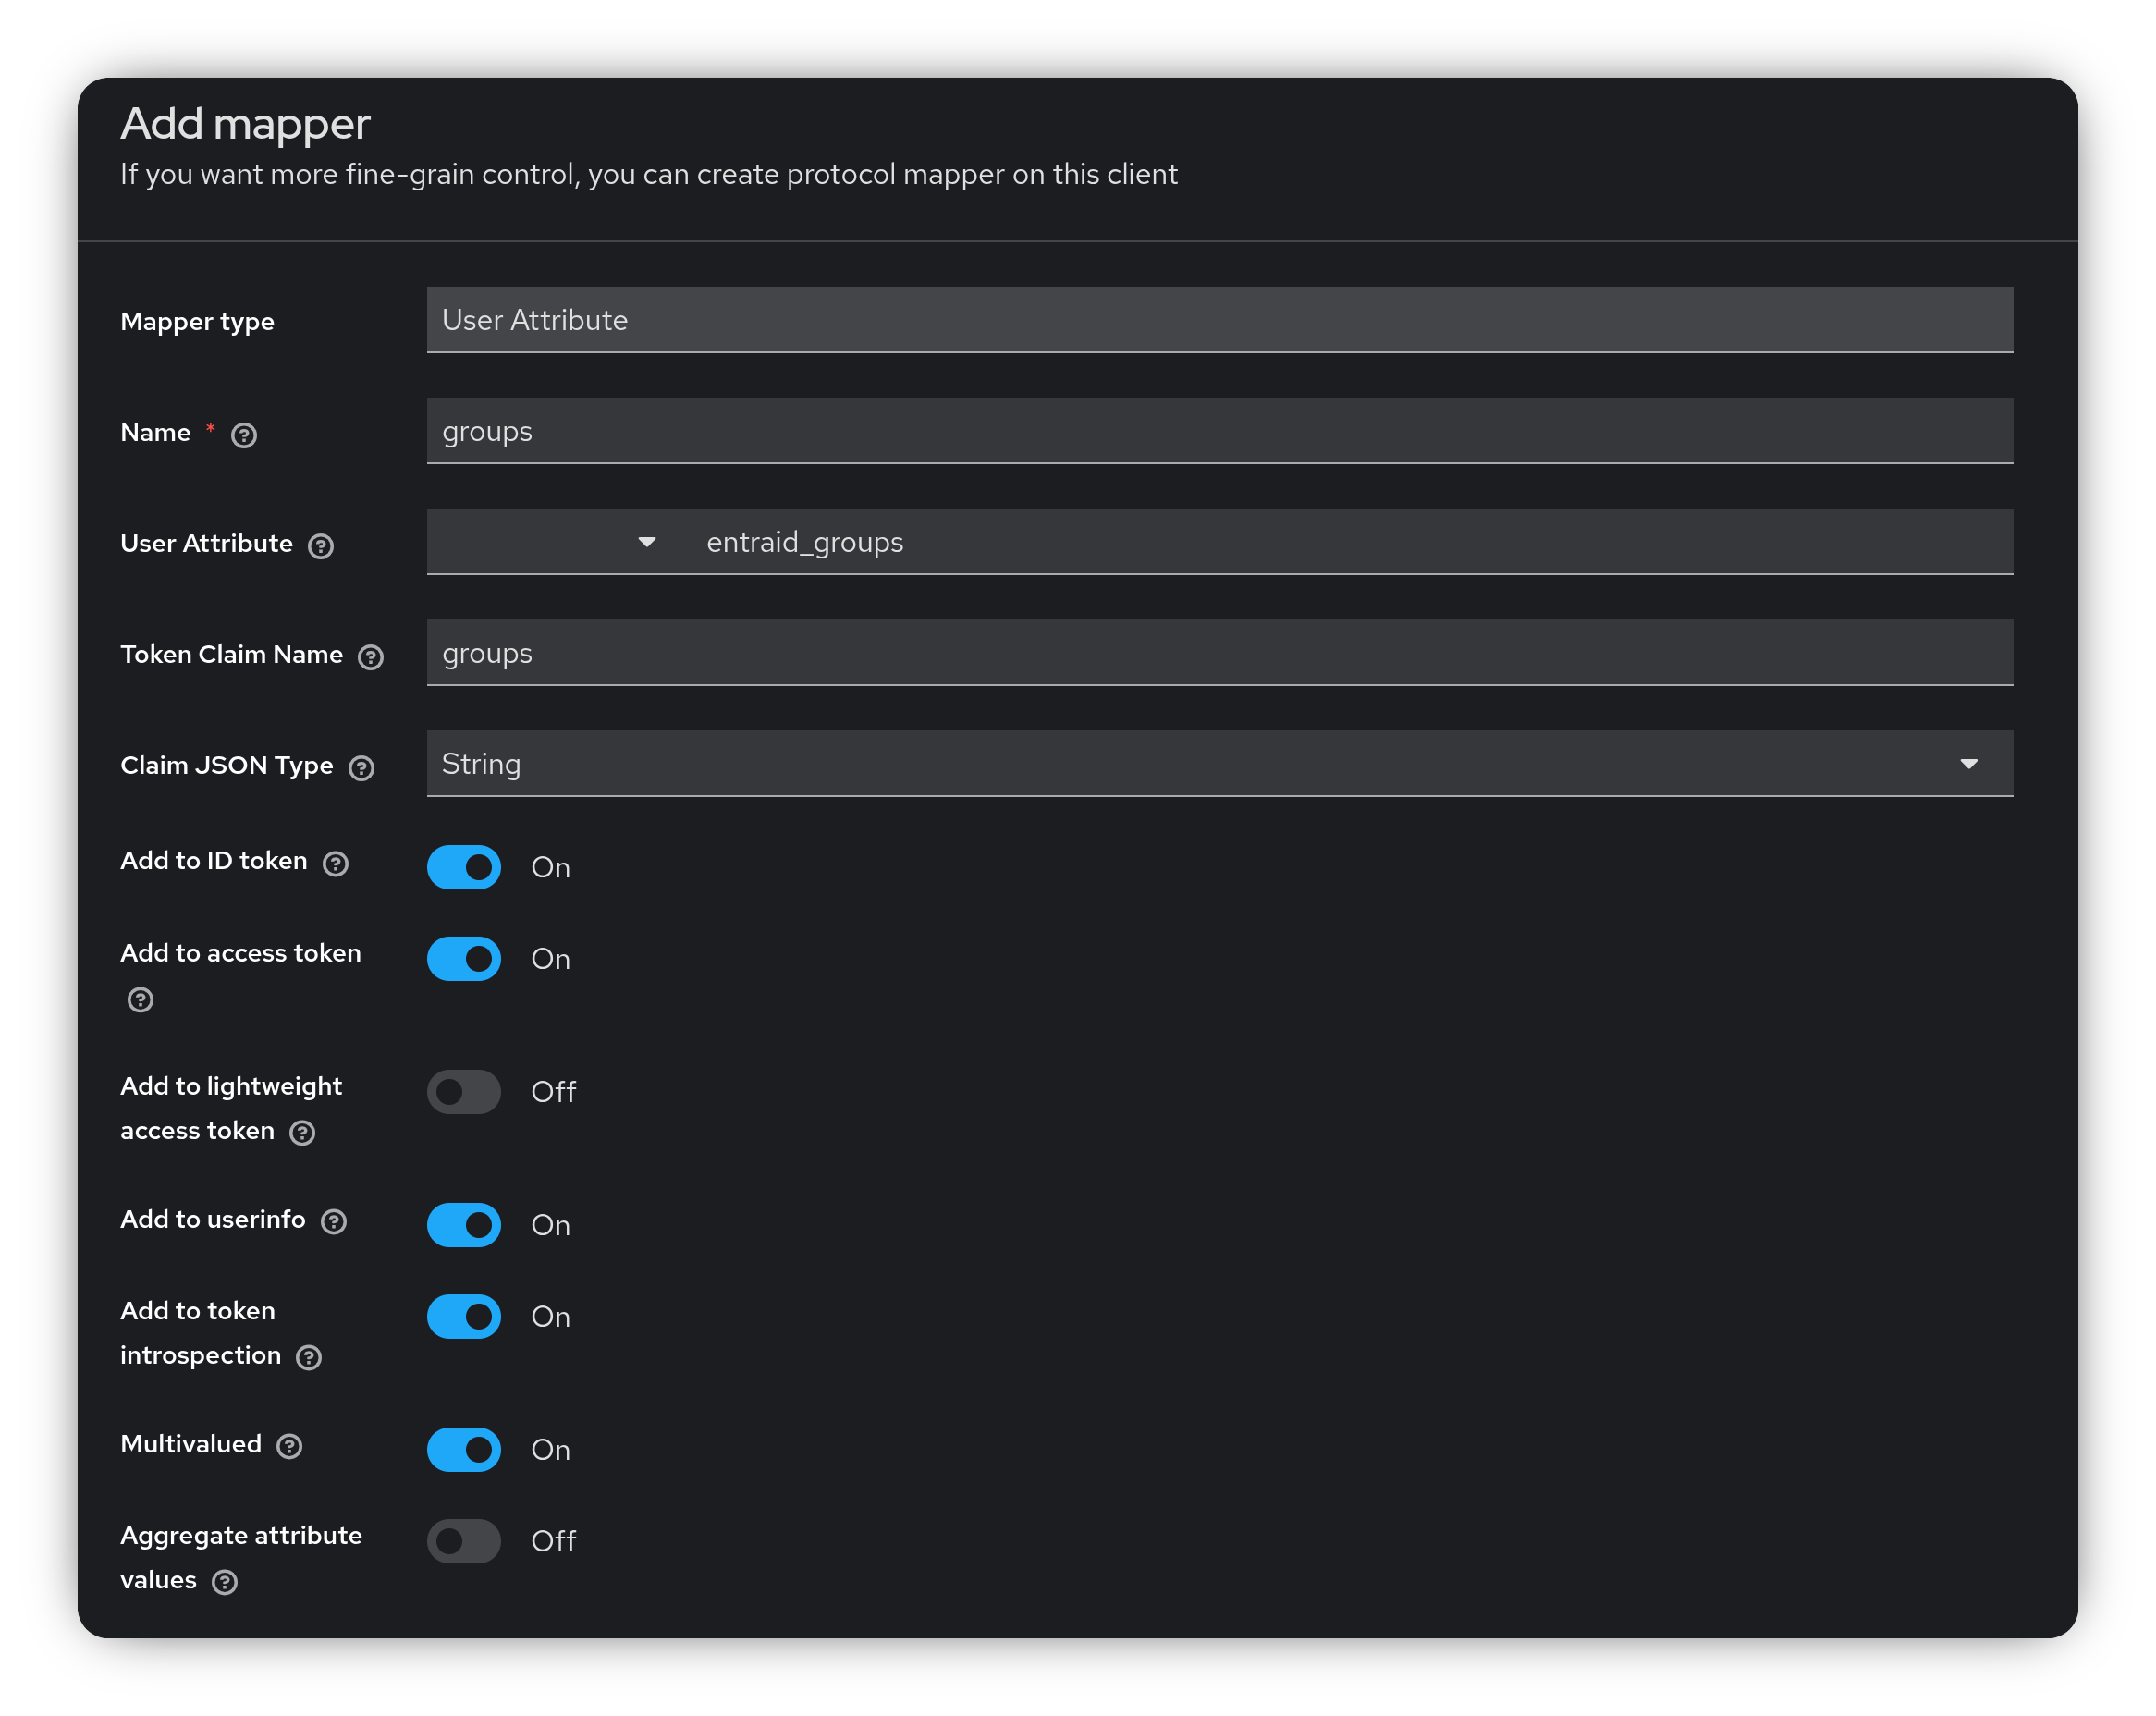 Add mapper
If you want more fine-grain control, you can create protocol mapper on this client
Mapper type
User Attribute
Name *
groups
User Attribute
entraid_groups
Token Claim Name
groups
Claim JSON Type
String
Add to ID token
On
Add to access token
On
Add to lightweight
access token
Off
Add to userinfo
On
Add to token
introspection
On
Multivalued
On
Aggregate attribute
values
Off